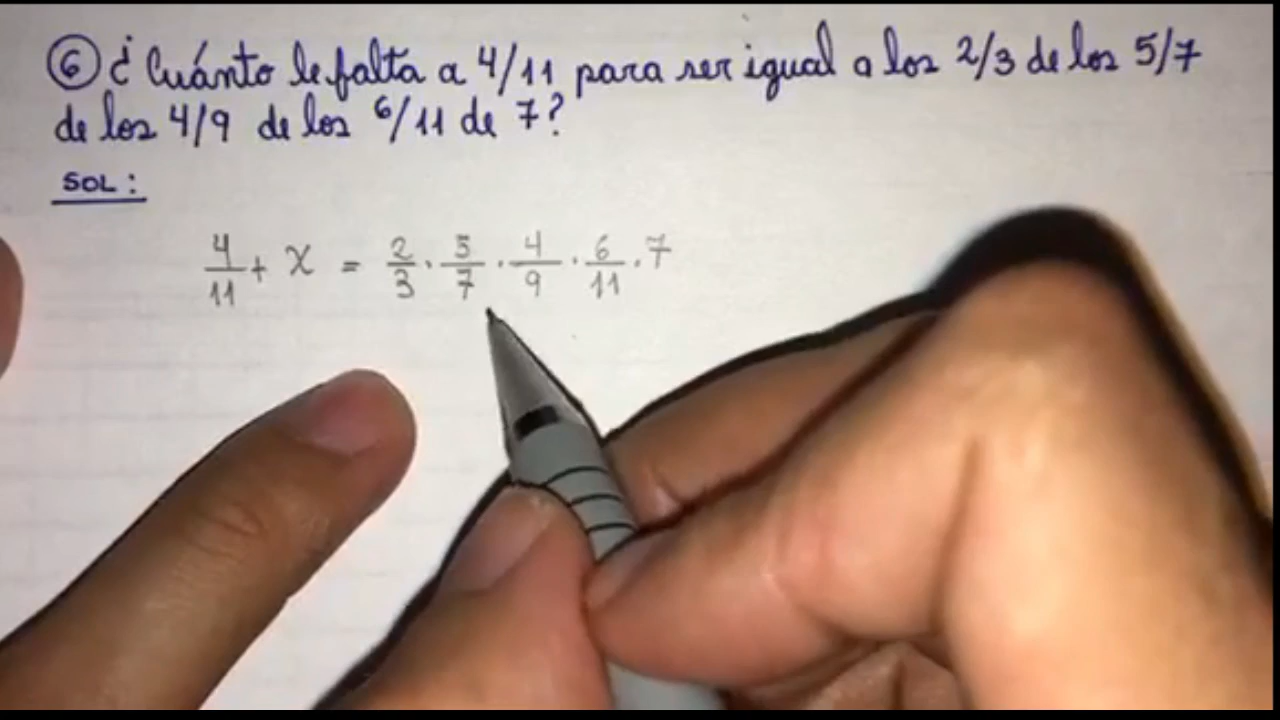 6 ¿Cuánto le falta a 4/11 para ser igual a los 2/3 de los 5/7
de los 4/9 de los 6/11 de 7?
SOL:
4/11 + x = 2/3 · 5/7 · 4/9 · 6/11 · 7